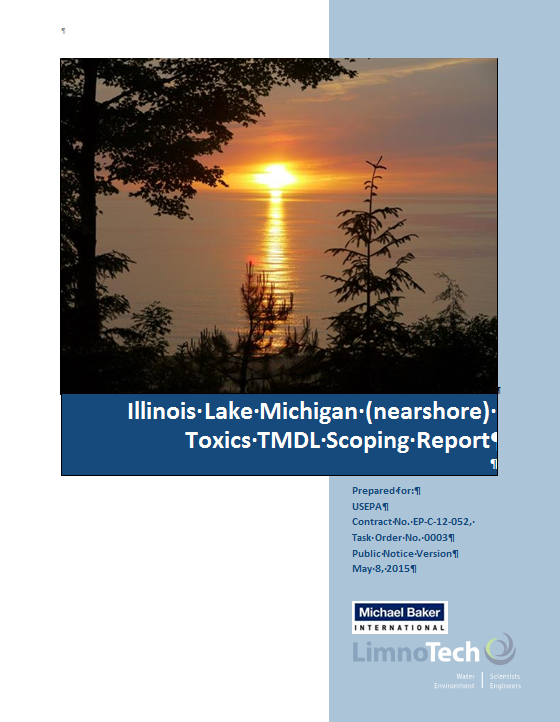 ¶
Illinois·Lake·Michigan·(nearshore)·
Toxics·TMDL·Scoping·Report¶
¶
Prepared·for:¶
USEPA¶
Contract·No.·EP-C-12-052,·
Task·Order·No.·0003¶
Public·Notice·Version¶
May·8,·2015¶
Michael Baker
INTERNATIONAL
LimnoTech
Water | Scientists
Environment | Engineers